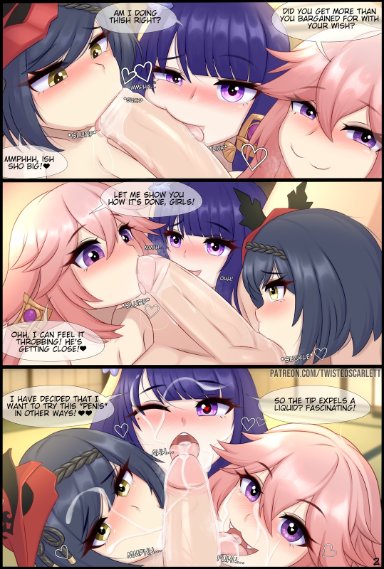 AM I DOING
THISH RIGHT?
DID YOU GET MORE THAN
YOU BARGAINED FOR WITH
YOUR WISH?
MMPHHH, ISH
SHO BIG!♥
LET ME SHOW YOU
HOW IT'S DONE, GIRLS!
OHH, I CAN FEEL IT
THROBBING! HE'S
GETTING CLOSE!♥
PATREON.COM/TWISTEDSCARLETT
I HAVE DECIDED THAT I
WANT TO TRY THIS "PENIS"
IN OTHER WAYS!♥♥
SO THE TIP EXPELS A
LIQUID? FASCINATING!
2